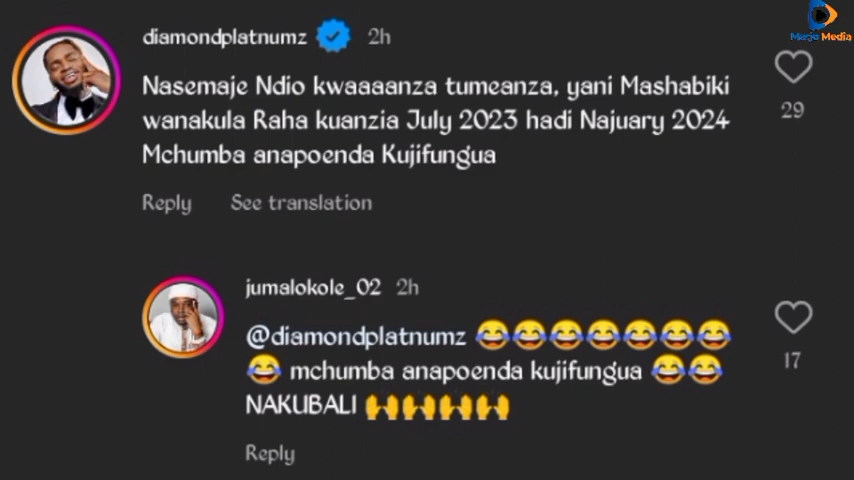 Marjo Media
diamondplatnumz 2h
Nasemaje Ndio kwaaaanza tumeanza, yani Mashabiki
wanakula Raha kuanzia July 2023 hadi Najuary 2024
Mchumba anapoenda Kujifungua
29
Reply See translation
jumalokole_02 2h
@diamondplatnumz 😂😂😂😂😂😂😂
😂 mchumba anapoenda kujifungua 😂😂
NAKUBALI 🙌🙌🙌🙌
17
Reply